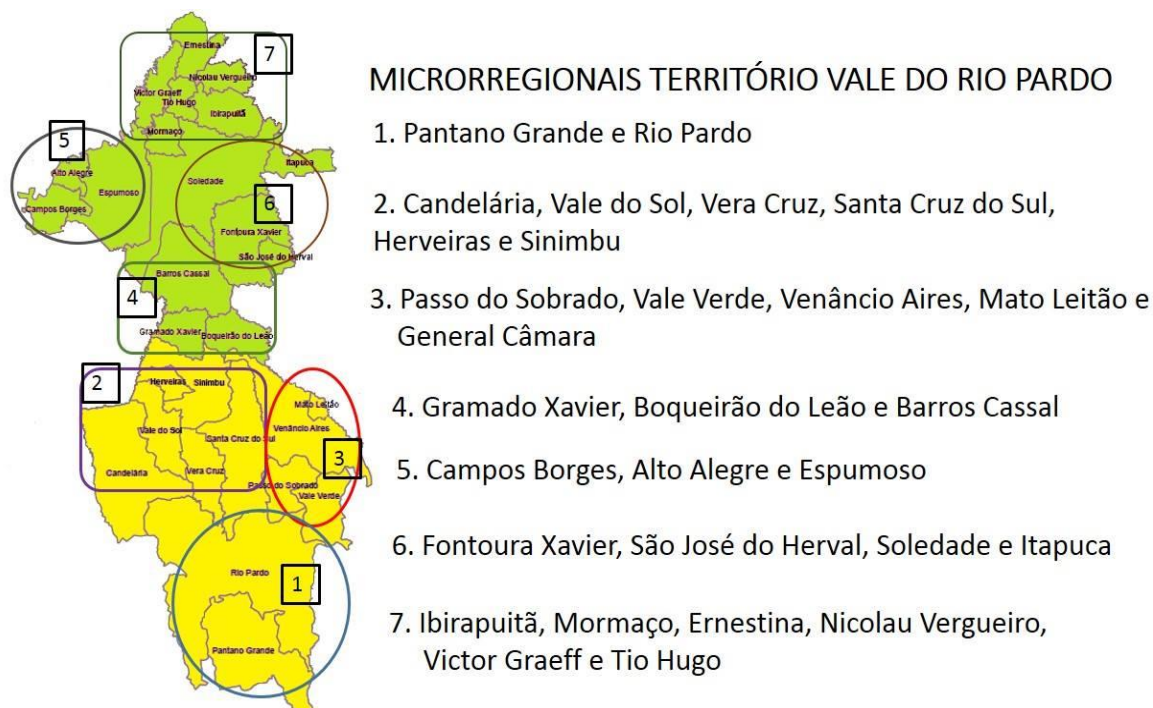 MICRORREGIONAIS TERRITÓRIO VALE DO RIO PARDO
1. Pantano Grande e Rio Pardo
2. Candelária, Vale do Sol, Vera Cruz, Santa Cruz do Sul,
Herveiras e Sinimbu
3. Passo do Sobrado, Vale Verde, Venâncio Aires, Mato Leitão e
General Câmara
4. Gramado Xavier, Boqueirão do Leão e Barros Cassal
5. Campos Borges, Alto Alegre e Espumoso
6. Fontoura Xavier, São José do Herval, Soledade e Itapuca
7. Ibirapuitã, Mormaço, Ernestina, Nicolau Vergueiro,
Victor Graeff e Tio Hugo
Ernestina
7
Nicolau Vergueiro
Victor Graeff
Tio Hugo
Ibirapuitã
Mormaço
5
Alto Alegre
Espumoso
Campos Borges
Itapuca
Soledade
6
Fontoura Xavier
São José do Herval
Barros Cassal
4
Gramado Xavier
Boqueirão do Leão
2
Herveiras
Sinimbu
Mato Leitão
Vale do Sol
Venâncio Aires
Santa Cruz do Sul
3
Candelária
Vera Cruz
Passo do Sobrado
Vale Verde
Rio Pardo
1
Pantano Grande